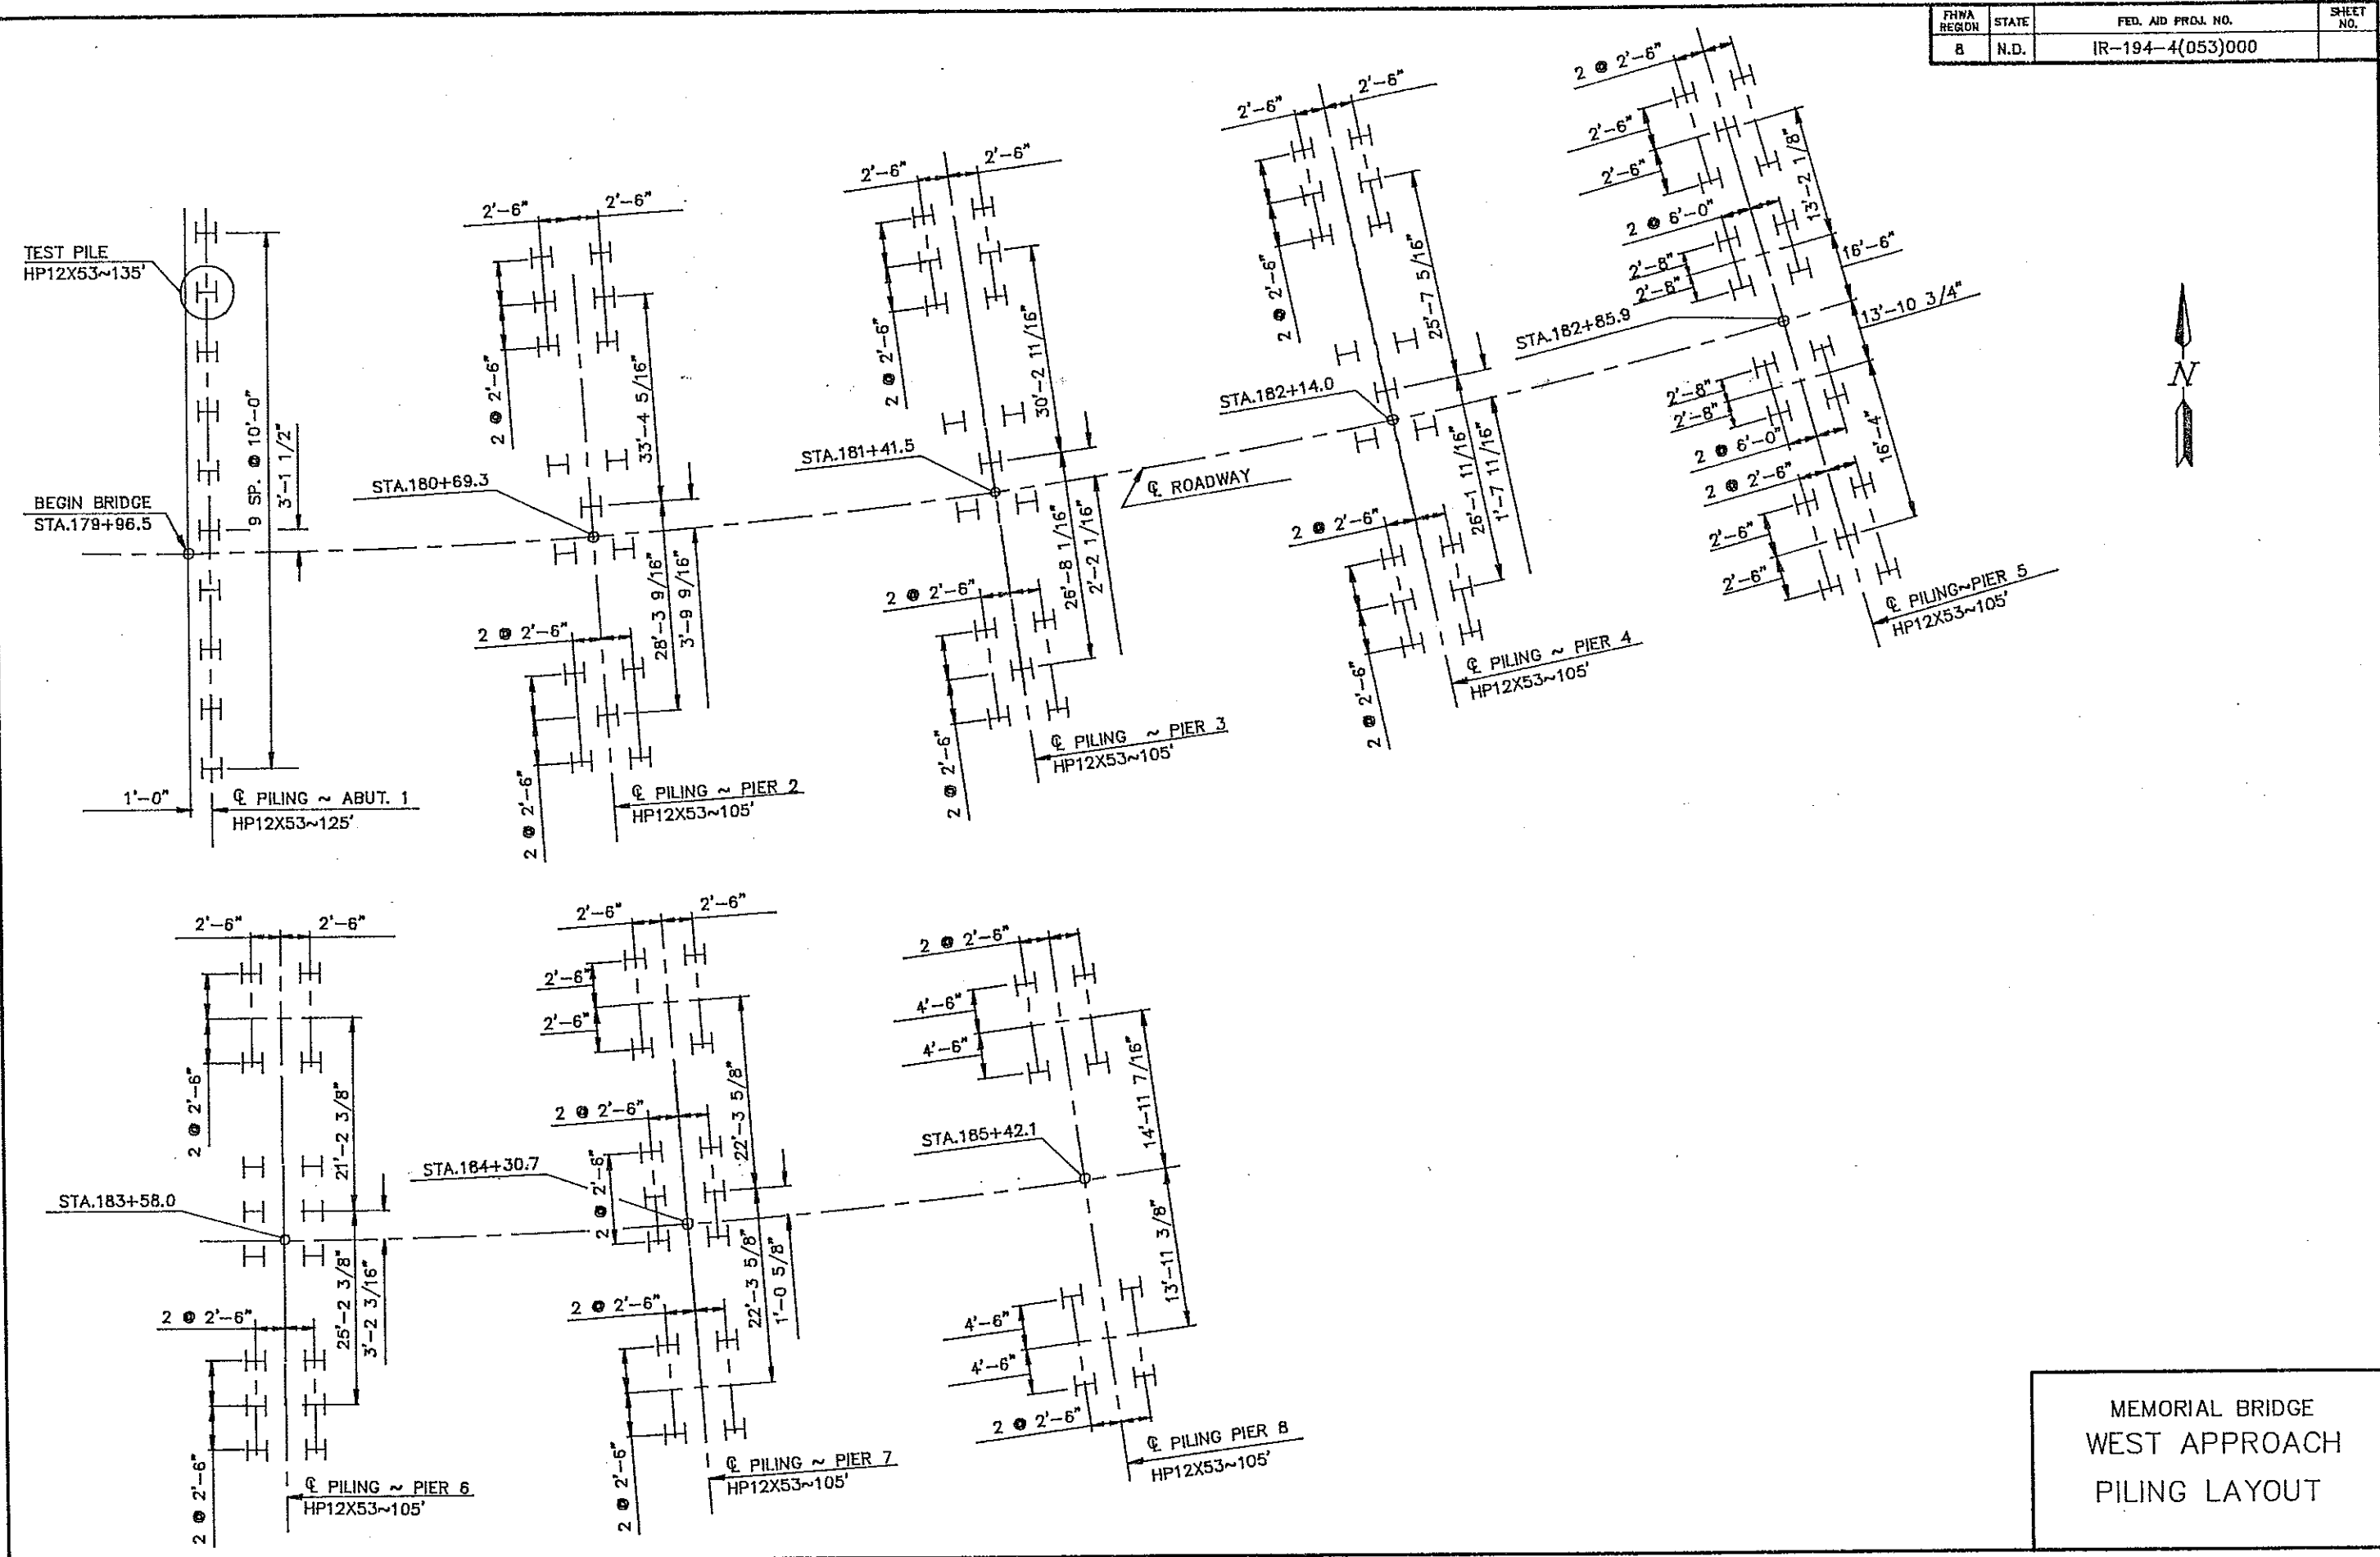 FHWA REGION
STATE
FED. AID PROJ. NO.
SHEET NO.
8
N.D.
IR-194-4(053)000
TEST PILE
HP12X53~135'
BEGIN BRIDGE
STA.179+96.5
9 SP. @ 10'-0"
3'-1 1/2"
1'-0"
℄ PILING ~ ABUT. 1
HP12X53~125'
2'-6"
2'-6"
2 @ 2'-6"
33'-4 5/16"
STA.180+69.3
28'-3 9/16"
3'-9 9/16"
2 @ 2'-6"
2 @ 2'-6"
℄ PILING ~ PIER 2
HP12X53~105'
2'-6"
2'-6"
2 @ 2'-6"
30'-2 11/16"
STA.181+41.5
26'-8 1/16"
2'-2 1/16"
2 @ 2'-6"
2 @ 2'-6"
℄ PILING ~ PIER 3
HP12X53~105'
℄ ROADWAY
2'-6"
2'-6"
2 @ 2'-6"
25'-7 5/16"
STA.182+14.0
26'-1 11/16"
1'-7 11/16"
2 @ 2'-6"
2 @ 2'-6"
℄ PILING ~ PIER 4
HP12X53~105'
2 @ 2'-6"
2'-6"
2'-6"
13'-2 1/8"
2 @ 6'-0"
2'-8"
2'-8"
16'-6"
13'-10 3/4"
STA.182+85.9
2'-8"
2'-8"
2 @ 6'-0"
16'-4"
2 @ 2'-6"
2'-6"
2'-6"
℄ PILING~PIER 5
HP12X53~105'
N
2'-6"
2'-6"
2 @ 2'-6"
21'-2 3/8"
STA.183+58.0
25'-2 3/8"
3'-2 3/16"
2 @ 2'-6"
2 @ 2'-6"
℄ PILING ~ PIER 6
HP12X53~105'
2'-6"
2'-6"
2'-6"
2'-6"
22'-3 5/8"
2 @ 2'-6"
2 @ 2'-6"
STA.184+30.7
22'-3 5/8"
1'-0 5/8"
2 @ 2'-6"
2 @ 2'-6"
℄ PILING ~ PIER 7
HP12X53~105'
2 @ 2'-6"
4'-6"
4'-6"
14'-11 7/16"
STA.185+42.1
13'-11 3/8"
4'-6"
4'-6"
2 @ 2'-6"
℄ PILING PIER 8
HP12X53~105'
MEMORIAL BRIDGE
WEST APPROACH
PILING LAYOUT